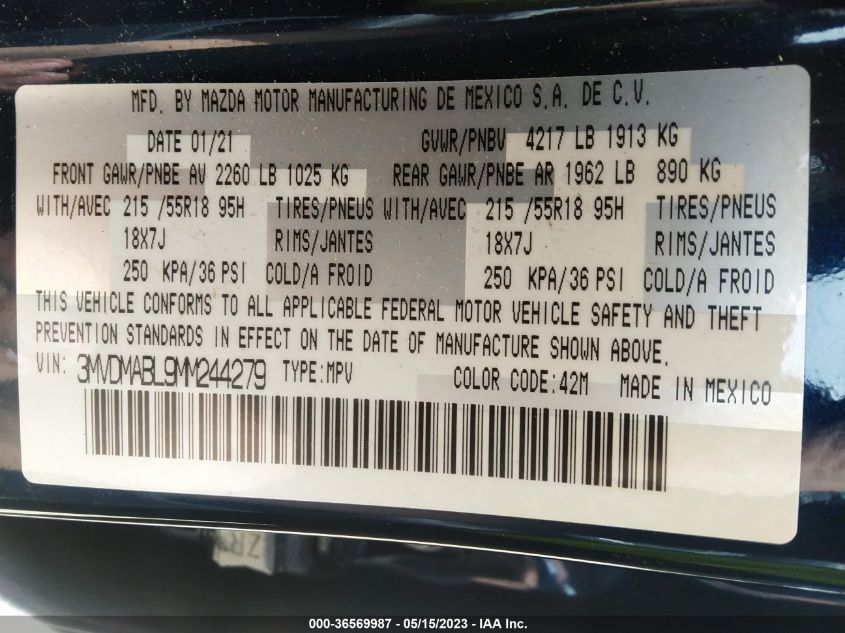 MFD. BY MAZDA MOTOR MANUFACTURING DE MEXICO S.A. DE C.V.
DATE 01/21 GVWR/PNBV 4217 LB 1913 KG
FRONT GAWR/PNBE AV 2260 LB 1025 KG REAR GAWR/PNBE AR 1962 LB 890 KG
WITH/AVEC 215 /55R18 95H TIRES/PNEUS WITH/AVEC 215 /55R18 95H TIRES/PNEUS
18X7J RIMS/JANTES 18X7J RIMS/JANTES
250 KPA/36 PSI COLD/A FROID 250 KPA/36 PSI COLD/A FROID
THIS VEHICLE CONFORMS TO ALL APPLICABLE FEDERAL MOTOR VEHICLE SAFETY AND THEFT
PREVENTION STANDARDS IN EFFECT ON THE DATE OF MANUFACTURE SHOWN ABOVE.
VIN: 3MVDMABL9MM244279 TYPE:MPV COLOR CODE:42M MADE IN MEXICO
000-36569987 - 05/15/2023 - IAA Inc.